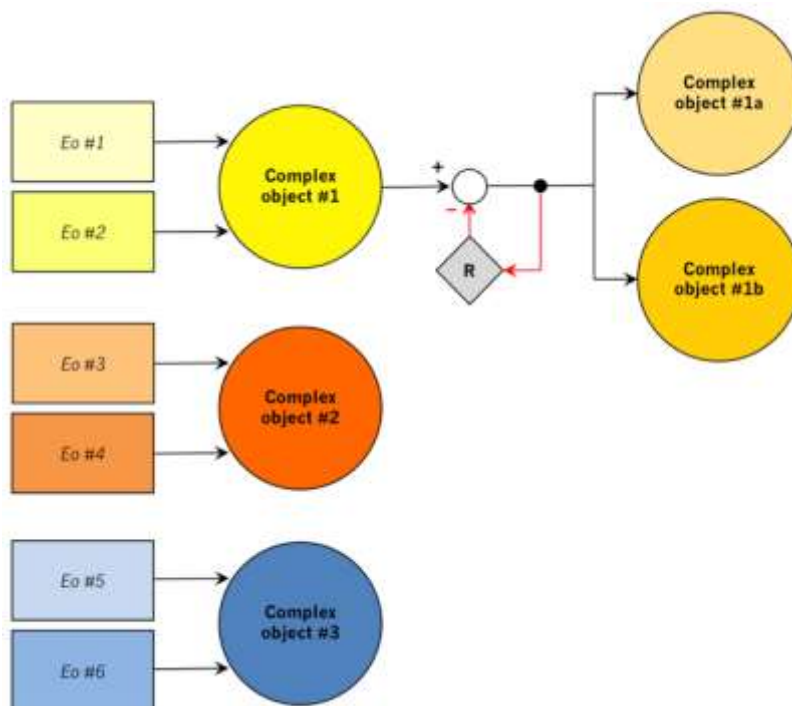 Eo #1
Eo #2
Complex
object #1
+
−
R
Complex
object #1a
Complex
object #1b
Eo #3
Eo #4
Complex
object #2
Eo #5
Eo #6
Complex
object #3